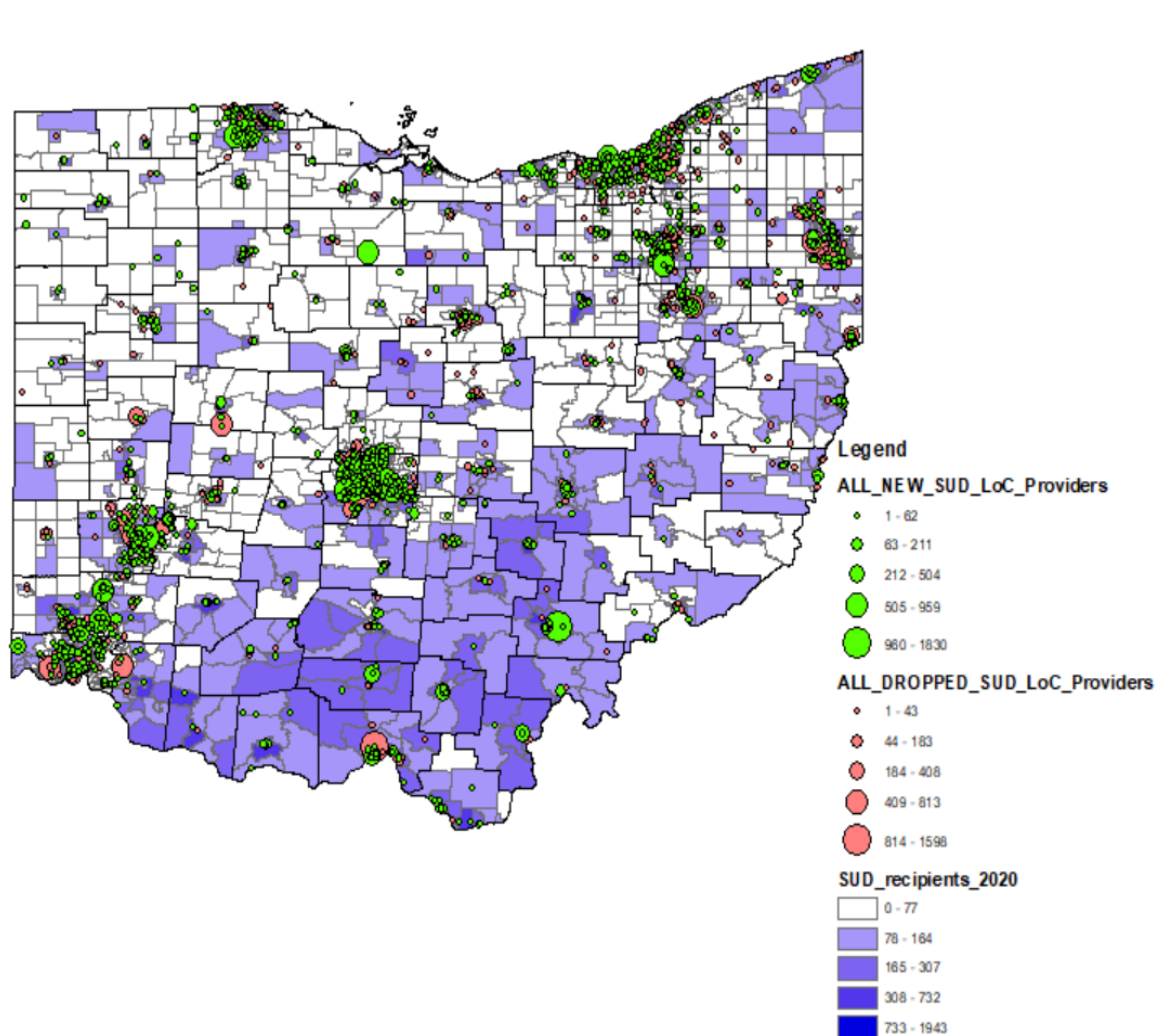 Legend
ALL_NEW_SUD_LoC_Providers
1 - 62
63 - 211
212 - 504
505 - 959
960 - 1830
ALL_DROPPED_SUD_LoC_Providers
1 - 43
44 - 183
184 - 408
409 - 813
814 - 1598
SUD_recipients_2020
0 - 77
78 - 164
165 - 307
308 - 732
733 - 1943